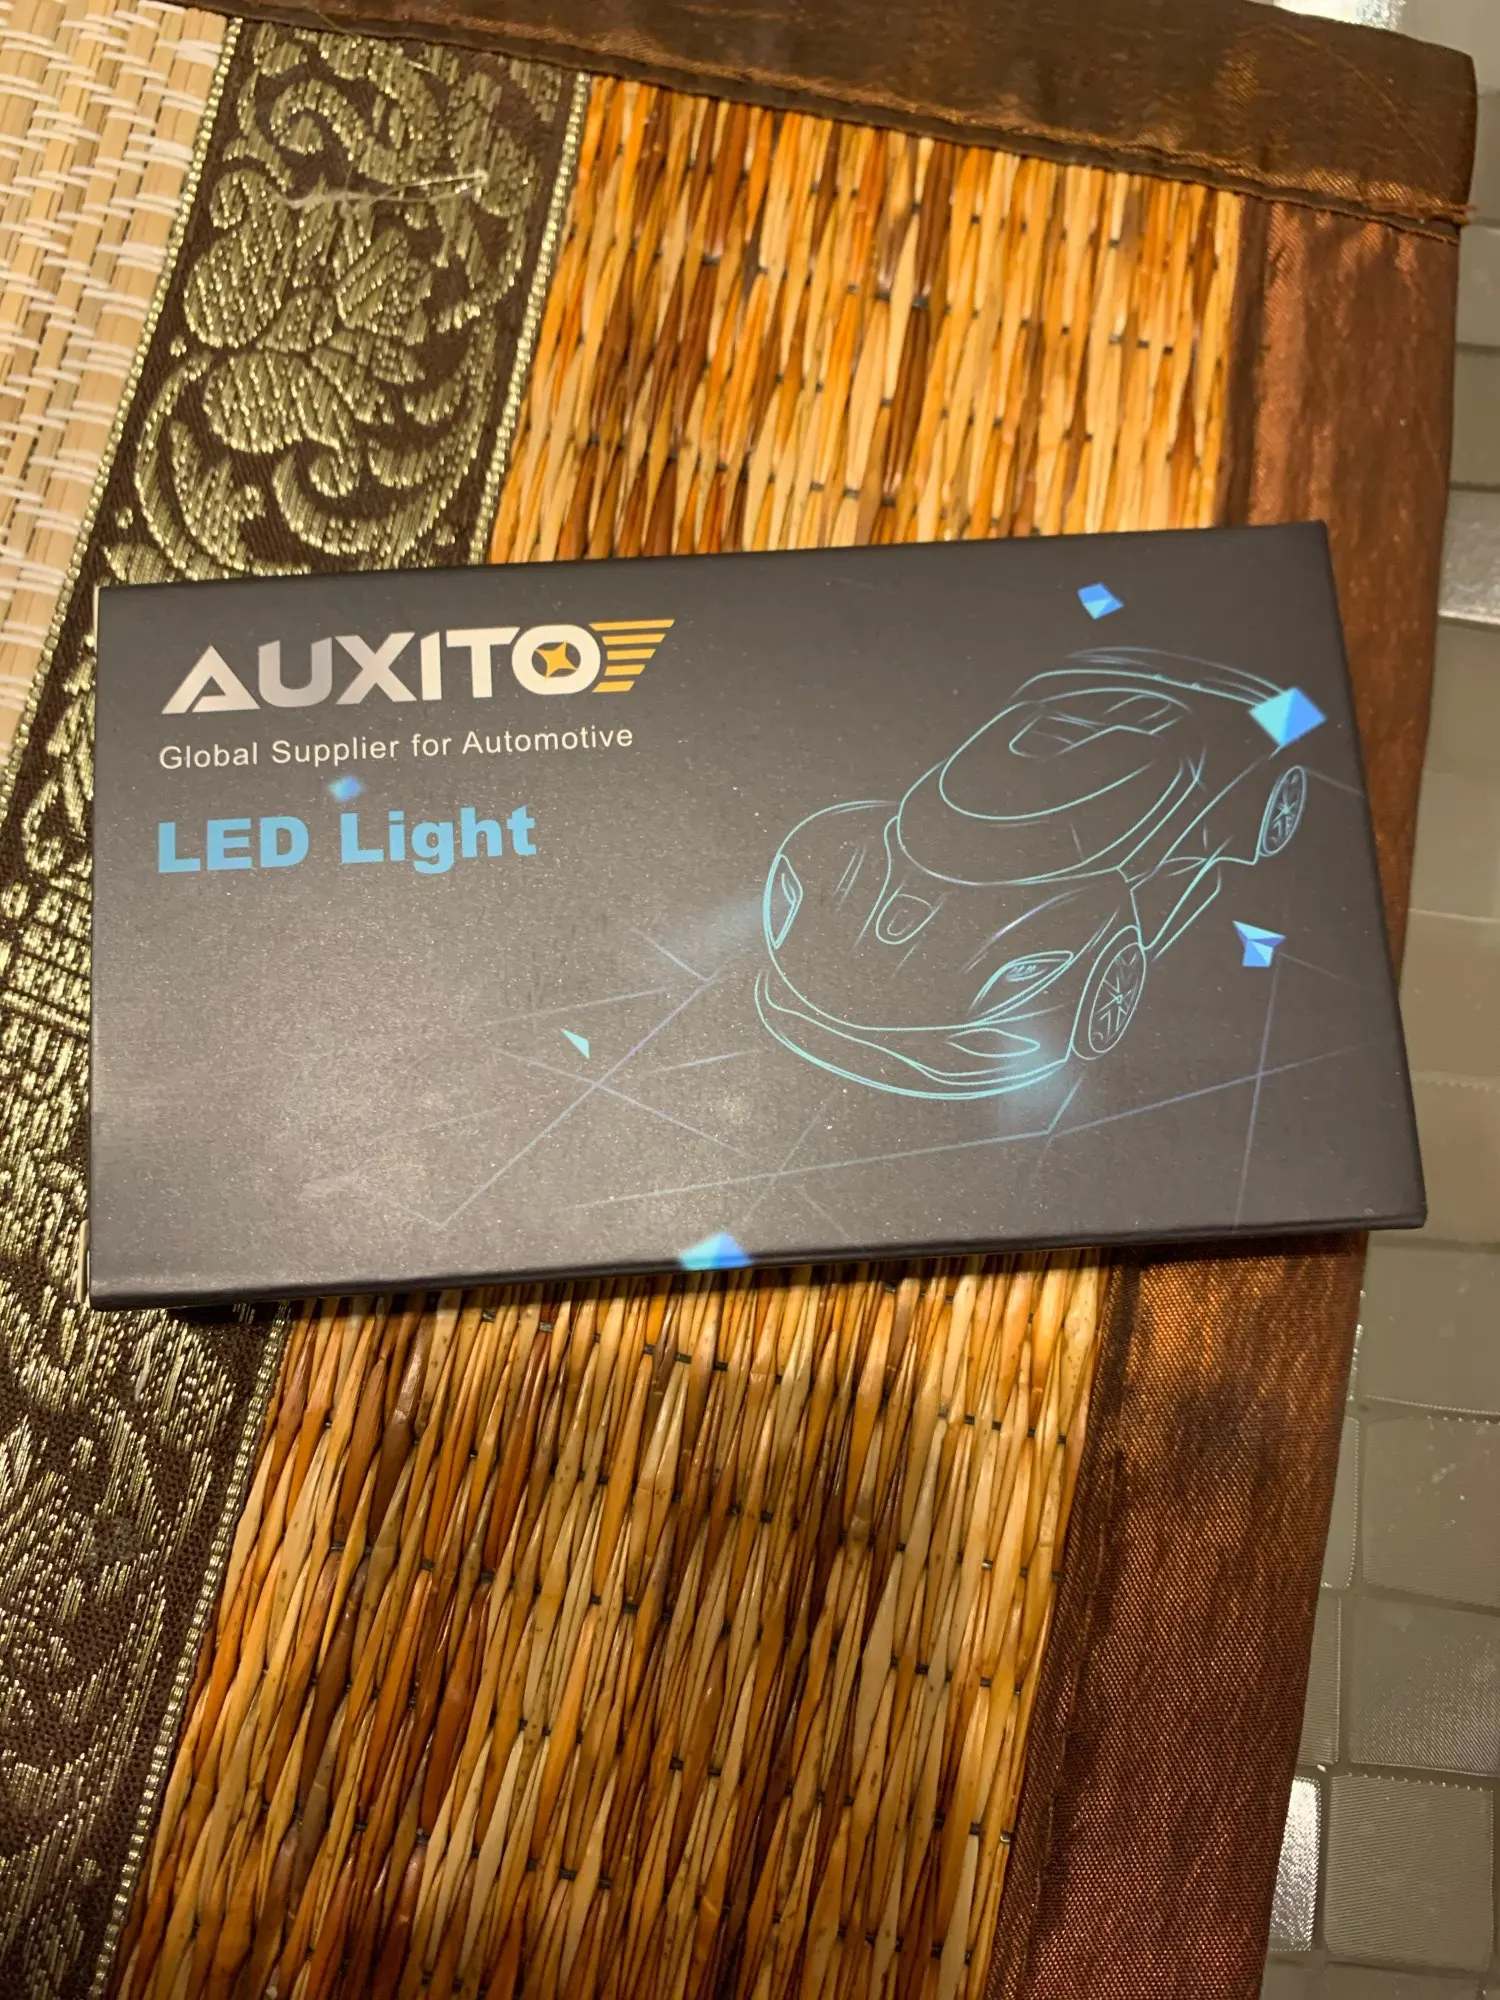 AUXITO
Global Supplier for Automotive
LED Light